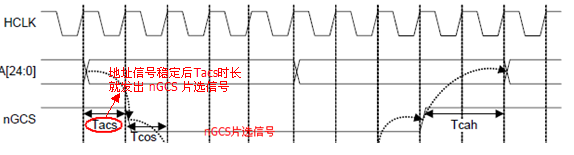 HCLK
A[24:0]
地址信号稳定后Tacs时长
就发出 nGCS 片选信号
nGCS
Tacs
Tcos
nGCS片选信号
Tcah